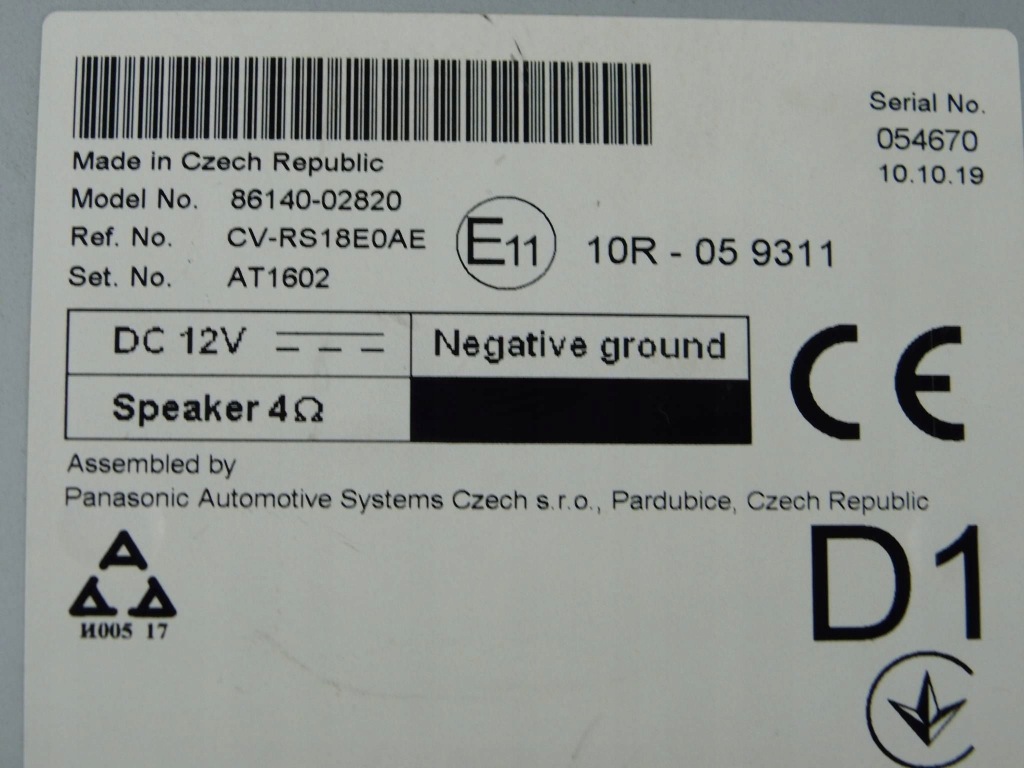 Serial No.
054670
10.10.19
Made in Czech Republic
Model No. 86140-02820
Ref. No. CV-RS18E0AE
Set. No. AT1602
E11 10R - 05 9311
DC 12V
Negative ground
Speaker 4Ω
CE
Assembled by
Panasonic Automotive Systems Czech s.r.o., Pardubice, Czech Republic
И005 17
D1